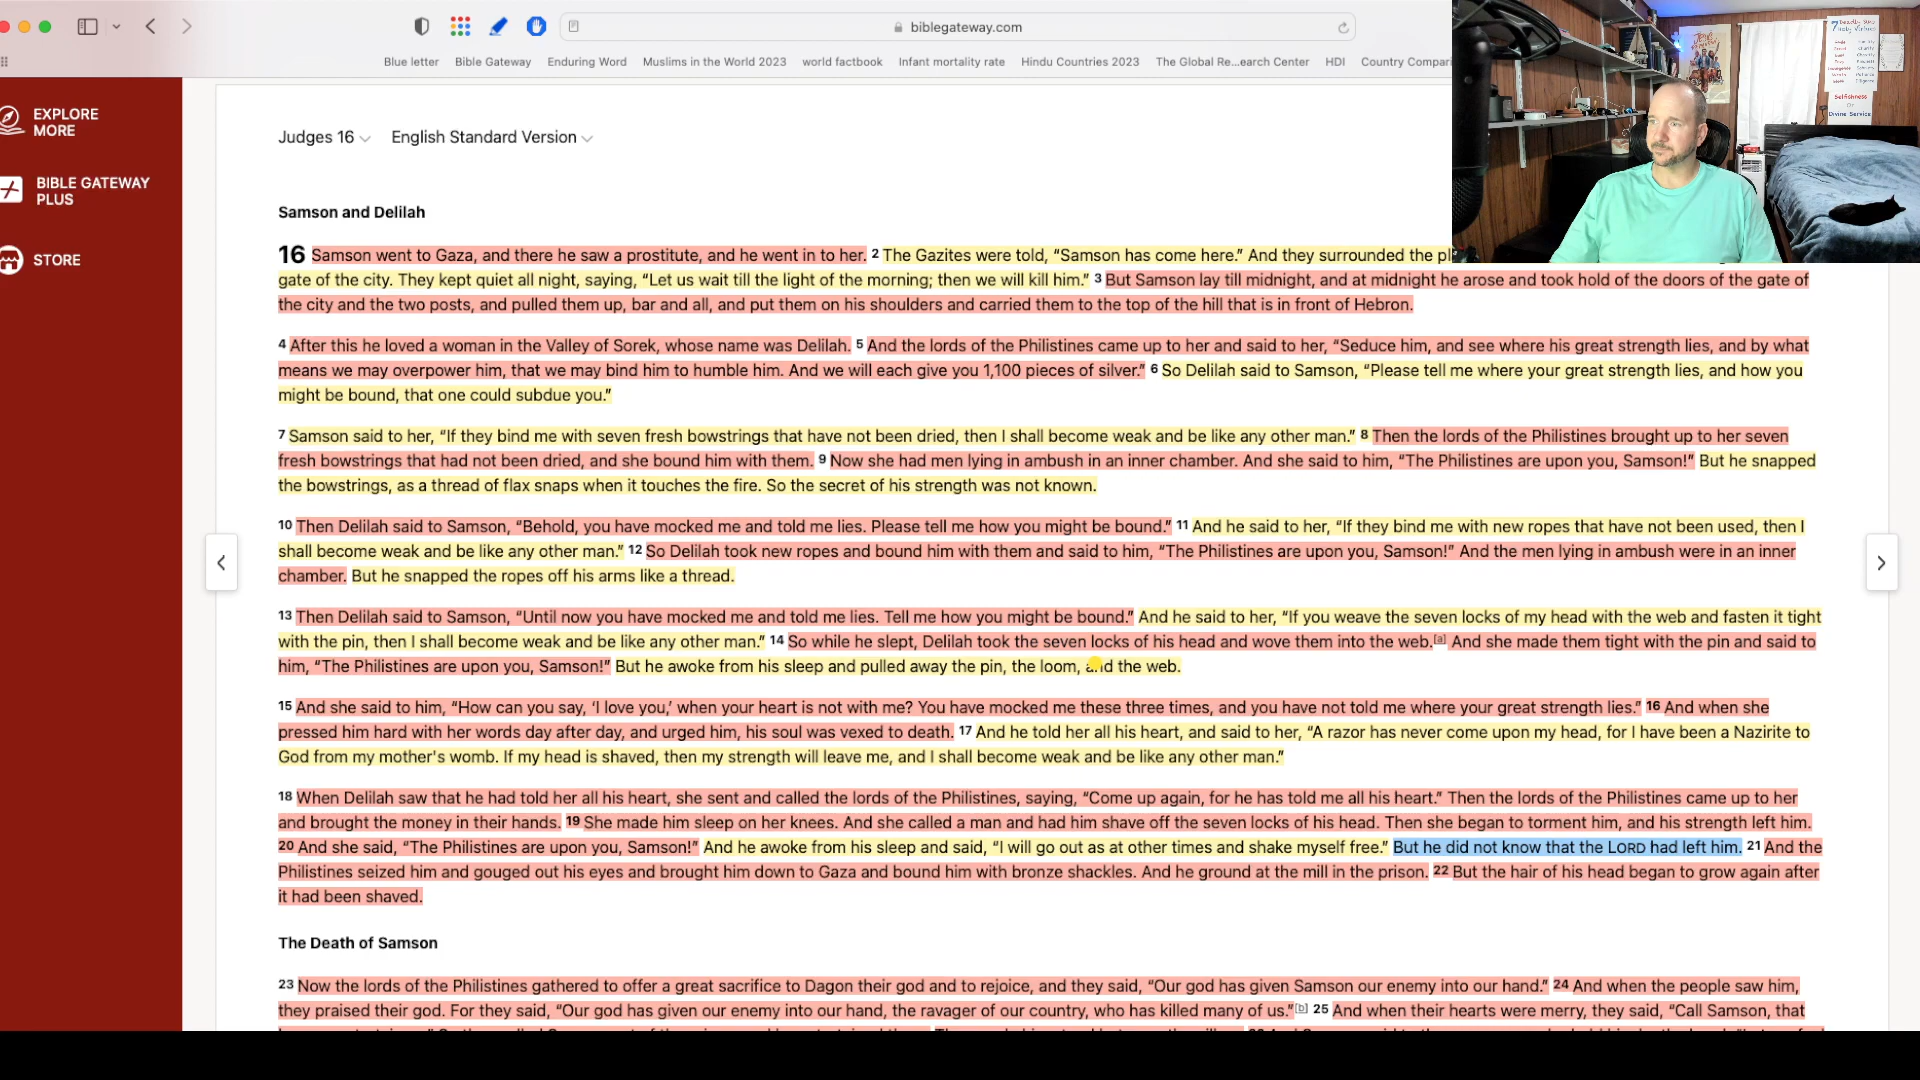 biblegateway.com
Blue letter
Bible Gateway
Enduring Word
Muslims in the World 2023
world factbook
Infant mortality rate
Hindu Countries 2023
The Global Re...earch Center
HDI
Country Compari
EXPLORE
MORE
BIBLE GATEWAY
PLUS
STORE
7 Deadly Sins
Holy Virtues
Selfishness
Or
Divine Service
Judges 16
English Standard Version
Samson and Delilah
16 Samson went to Gaza, and there he saw a prostitute, and he went in to her. 2 The Gazites were told, “Samson has come here.” And they surrounded the pl
gate of the city. They kept quiet all night, saying, “Let us wait till the light of the morning; then we will kill him.” 3 But Samson lay till midnight, and at midnight he arose and took hold of the doors of the gate of
the city and the two posts, and pulled them up, bar and all, and put them on his shoulders and carried them to the top of the hill that is in front of Hebron.
4 After this he loved a woman in the Valley of Sorek, whose name was Delilah. 5 And the lords of the Philistines came up to her and said to her, “Seduce him, and see where his great strength lies, and by what
means we may overpower him, that we may bind him to humble him. And we will each give you 1,100 pieces of silver.” 6 So Delilah said to Samson, “Please tell me where your great strength lies, and how you
might be bound, that one could subdue you.”
7 Samson said to her, “If they bind me with seven fresh bowstrings that have not been dried, then I shall become weak and be like any other man.” 8 Then the lords of the Philistines brought up to her seven
fresh bowstrings that had not been dried, and she bound him with them. 9 Now she had men lying in ambush in an inner chamber. And she said to him, “The Philistines are upon you, Samson!” But he snapped
the bowstrings, as a thread of flax snaps when it touches the fire. So the secret of his strength was not known.
10 Then Delilah said to Samson, “Behold, you have mocked me and told me lies. Please tell me how you might be bound.” 11 And he said to her, “If they bind me with new ropes that have not been used, then I
shall become weak and be like any other man.” 12 So Delilah took new ropes and bound him with them and said to him, “The Philistines are upon you, Samson!” And the men lying in ambush were in an inner
chamber. But he snapped the ropes off his arms like a thread.
13 Then Delilah said to Samson, “Until now you have mocked me and told me lies. Tell me how you might be bound.” And he said to her, “If you weave the seven locks of my head with the web and fasten it tight
with the pin, then I shall become weak and be like any other man.” 14 So while he slept, Delilah took the seven locks of his head and wove them into the web.[a] And she made them tight with the pin and said to
him, “The Philistines are upon you, Samson!” But he awoke from his sleep and pulled away the pin, the loom, and the web.
15 And she said to him, “How can you say, ‘I love you,’ when your heart is not with me? You have mocked me these three times, and you have not told me where your great strength lies.” 16 And when she
pressed him hard with her words day after day, and urged him, his soul was vexed to death. 17 And he told her all his heart, and said to her, “A razor has never come upon my head, for I have been a Nazirite to
God from my mother's womb. If my head is shaved, then my strength will leave me, and I shall become weak and be like any other man.”
18 When Delilah saw that he had told her all his heart, she sent and called the lords of the Philistines, saying, “Come up again, for he has told me all his heart.” Then the lords of the Philistines came up to her
and brought the money in their hands. 19 She made him sleep on her knees. And she called a man and had him shave off the seven locks of his head. Then she began to torment him, and his strength left him.
20 And she said, “The Philistines are upon you, Samson!” And he awoke from his sleep and said, “I will go out as at other times and shake myself free.” But he did not know that the LORD had left him. 21 And the
Philistines seized him and gouged out his eyes and brought him down to Gaza and bound him with bronze shackles. And he ground at the mill in the prison. 22 But the hair of his head began to grow again after
it had been shaved.
The Death of Samson
23 Now the lords of the Philistines gathered to offer a great sacrifice to Dagon their god and to rejoice, and they said, “Our god has given Samson our enemy into our hand.” 24 And when the people saw him,
they praised their god. For they said, “Our god has given our enemy into our hand, the ravager of our country, who has killed many of us.”[b] 25 And when their hearts were merry, they said, “Call Samson, that